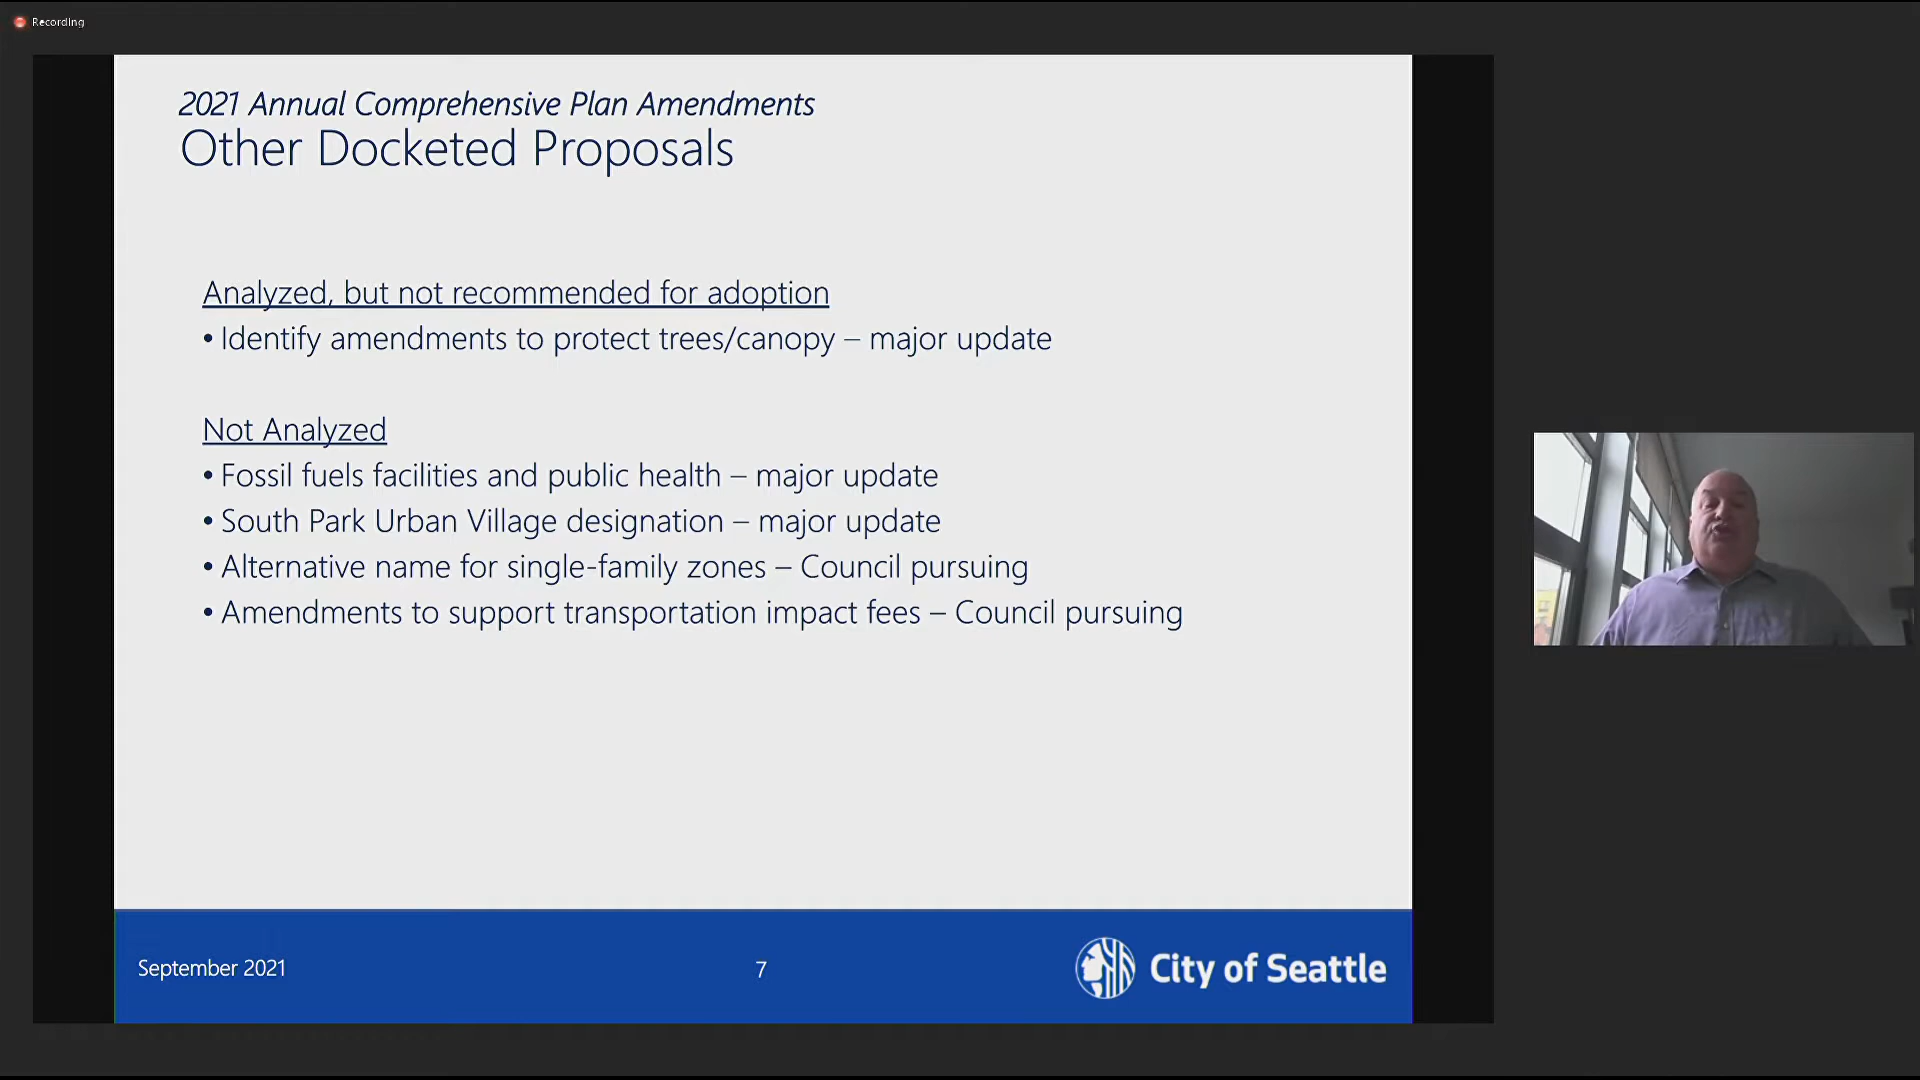 Recording
2021 Annual Comprehensive Plan Amendments
Other Docketed Proposals
Analyzed, but not recommended for adoption
• Identify amendments to protect trees/canopy – major update
Not Analyzed
• Fossil fuels facilities and public health – major update
• South Park Urban Village designation – major update
• Alternative name for single-family zones – Council pursuing
• Amendments to support transportation impact fees – Council pursuing
September 2021
7
City of Seattle